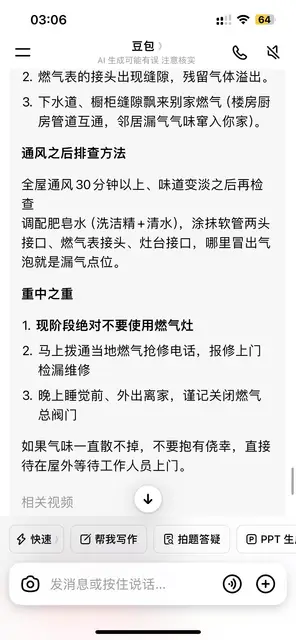 03:06
64
豆包
AI 生成可能有误 注意核实
2. 燃气表的接头出现缝隙，残留气体溢出。
3. 下水道、橱柜缝隙飘来别家燃气（楼房厨
房管道互通，邻居漏气气味窜入你家）。
通风之后排查方法
全屋通风30分钟以上、味道变淡之后再检
查
调配肥皂水（洗洁精+清水），涂抹软管两头
接口、燃气表接头、灶台接口，哪里冒出气
泡就是漏气点位。
重中之重
1. 现阶段绝对不要使用燃气灶
2. 马上拨通当地燃气抢修电话，报修上门
检漏维修
3. 晚上睡觉前、外出离家，谨记关闭燃气
总阀门
如果气味一直散不掉，不要抱有侥幸，直接
待在屋外等待工作人员上门。
相关视频
快速
帮我写作
拍题答疑
PPT 生
发消息或按住说话...